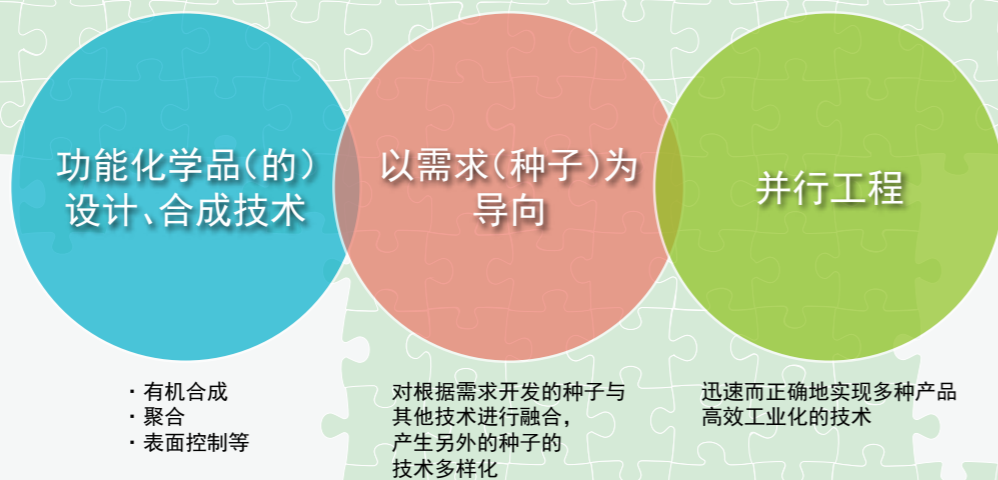 功能化学品（的）
设计、合成技术
以需求（种子）为
导向
并行工程
・有机合成
・聚合
・表面控制等
对根据需求开发的种子与
其他技术进行融合，
产生另外的种子的
技术多样化
迅速而正确地实现多种产品
高效工业化的技术